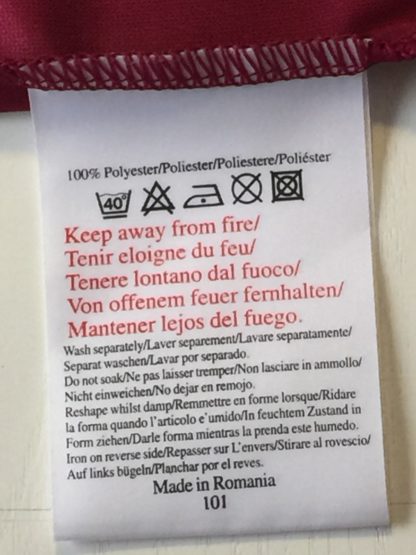 100% Polyester/Poliester/Poliestere/Poliéster
40°
Keep away from fire/
Tenir eloigne du feu/
Tenere lontano dal fuoco/
Von offenem feuer fernhalten/
Mantener lejos del fuego.
Wash separately/Laver separement/Lavare separatamente/
Separat waschen/Lavar por separado.
Do not soak/Ne pas laisser tremper/Non lasciare in ammollo/
Nicht einweichen/No dejar en remojo.
Reshape whilst damp/Remmettre en forme lorsque/Ridare
la forma quando l'articolo e'umido/In feuchtem Zustand in
Form ziehen/Darle forma mientras la prenda este humedo.
Iron on reverse side/Repasser sur L'envers/Stirare al rovescio/
Auf links bügeln/Planchar por el reves.
Made in Romania
101